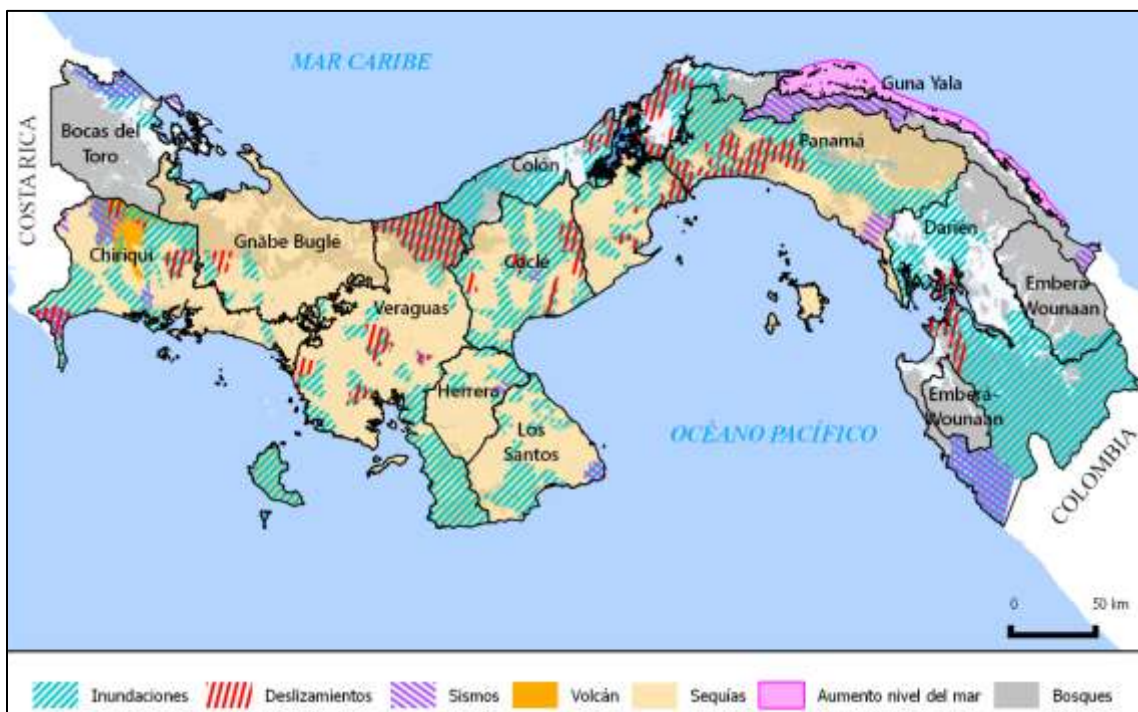 MAR CARIBE
Guna Yala
COSTA RICA
Bocas del
Toro
Panamá
Colón
Darién
Chiriquí
Gnäbe Buglé
Coclé
Emberá
Wounaan
Veraguas
Herrera
Emberá-
Wounaan
Los
Santos
OCÉANO PACÍFICO
COLOMBIA
0 50 km
Inundaciones Deslizamientos Sismos Volcán Sequías Aumento nivel del mar Bosques